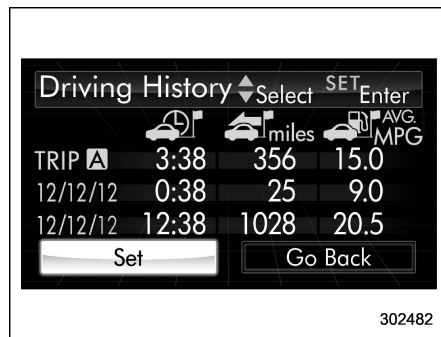 Driving History Select SET Enter
miles AVG. MPG
TRIP A 3:38 356 15.0
12/12/12 0:38 25 9.0
12/12/12 12:38 1028 20.5
Set Go Back
302482